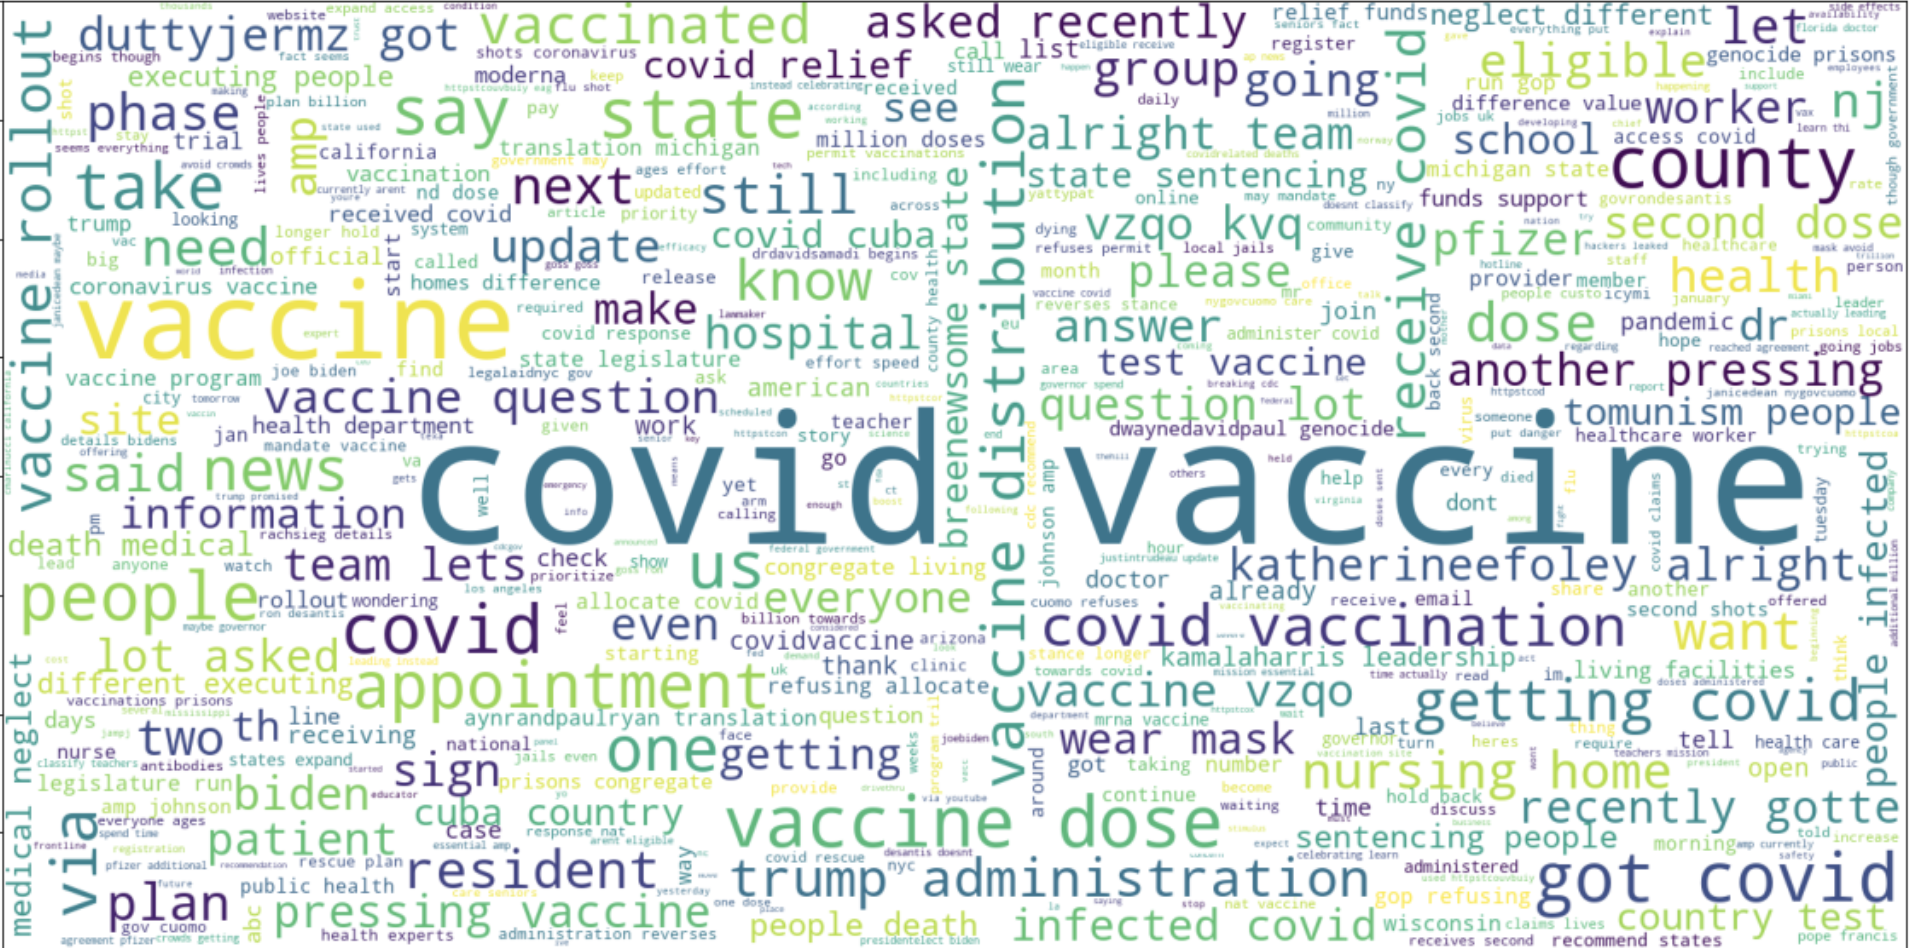 vaccine rollout
duttyjermz got
vaccinated
asked recently
relief funds
neglect different
let
thousands
website
expand access
condition
side effects
availability
florida doctor
begins though
fact seems
shots coronavirus
call list
eligible receive
seniors fact
register
everything put
explain
genocide prisons
executing people
moderna
flu shot
keep
covid relief
still wear
happen
group
going
ap news
eligible
run gop
include
employees
support
happening
shot
phase
making
plan billion
say
pay
state
instead celebrating
received
according
working
see
daily
million
difference value
worker
nj
vax
learn thi
jobs uk
developing
chief
stay
trial
seems everything
lives people
amp
state used
california
translation michigan
million doses
permit vaccinations
alright team
norway
covidrelated deaths
school
access covid
county
michigan state
though government
take
avoid crowds
vaccination
government may
tech
currently arent
youre
nd dose
next
ages effort
updated
still
including
across
state sentencing
yattypat
online
may mandate
ny
doesnt classify
funds support
govrondesantis
rate
trump
looking
received covid
article
priority
vac
need
longer hold
official
system
start
called
update
efficacy
goss goss
covid cuba
drdavidsamadi begins
dying
vzqo kvq
community
refuses permit
local jails
give
nation
try
pfizer
second dose
hackers leaked
healthcare
mask avoid
trillion
staff
hotline
person
big
world
infection
media
coronavirus vaccine
homes difference
release
know
cov
county health
breenewsome state
vaccine distribution
receive covid
month
please
office
talk
mr
provider
member
people custo
icymi
health
january
miami
leader
vaccine
expert
required
make
lawmaker
covid response
hospital
vaccine covid
reverses stance
nygovcuomo care
join
eu
answer
administer covid
coming
back second
dose
pandemic
dr
actually leading
prisons local
hope
data
regarding
reached agreement
going jobs
state legislature
effort speed
vaccine program
joe biden
find
legalaidnyc gov
ask
american
countries
area
test vaccine
governor spend
breaking cdc
federal
another pressing
report
httpstcod
janicedean nygovcuomo
city
tomorrow
vaccin
site
vaccine question
scheduled
question lot
virus
someone
tomunism people
details bidens
offering
jan
health department
mandate vaccine
texa
given
work
senior
key
httpstcon
teacher
story
science
end
dwaynedavidpaul genocide
put danger
healthcare worker
httpstcoa
said
news
va
gets
covid
well
emergency
info
means
yet
arm
calling
go
enough
st
ct
boost
following
cdc recommend
johnson amp
vaccine
thehill
others
held
help
virginia
doses sent
every
died
dont
flu
fight
among
covid claims
tuesday
trying
company
people infected
trump promised
information
pm
rachsieg details
death medical
lead
anyone
watch
team lets
cdcgov
check
prioritize
announced
show
goss ron
us
federal government
congregate living
hour
justintrudeau update
doctor
katherineefoley alright
already
share
another
people
rollout
wondering
ron desantis
maybe governor
los angeles
feel
allocate covid
everyone
billion towards
considered
cuomo refuses
vaccinating
receive
email
second shots
offered
additional million
beginning
covid
even
covidvaccine
arizona
look
covid vaccination
want
think
lot asked
cost
leading instead
starting
fed
demand
uk
thank
clinic
stance longer
towards covid
kamalaharris leadership
act
mission essential
time actually
read
im
living facilities
doses administered
medical neglect
different executing
vaccinations prisons
appointment
refusing allocate
vaccine vzqo
getting covid
days
several
mississippi
two
th
line
receiving
aynrandpaulryan translation
question
face
weeks
program tril
department
mrna vaccine
httpstcox
wait
last
turn
believe
thing
nurse
jampj
classify teachers
antibodies
states expand
started
sign
national
panel
jails even
one
getting
joebiden
south
wear mask
governor
vaccination site
heres
require
teachers mission
tell
health care
agency
public
legislature run
biden
educator
prisons congregate
yo
provide
drivethru
vacc
got
taking
number
become
nursing home
want
president
open
amp johnson
everyone ages
via
spend time
cuba country
case
response nat
arent eligible
essential amp
via youtube
around
continue
waiting
time
most
hold back
discuss
business
recently gotte
frontline
registration
patient
vaccine dose
stimulus
expect
sentencing people
morning
told
increase
amp currently
pfizer additional
recommendation
rescue plan
resident
way
covid rescue
desantis doesnt
nyc
concern
celebrating learn
administered
safety
future
plan
public health
care seniors
yesterday
one dose
trump administration
used httpstcouvbuiy
gop refusing
got covid
place
saying
stop
nat vaccine
gov cuomo
abc
pressing vaccine
people death
la
infected covid
wisconsin
claims lives
country test
agreement pfizer
crowds getting
health experts
administration reverses
presidentelect biden
receives second
recommend states
pope francis